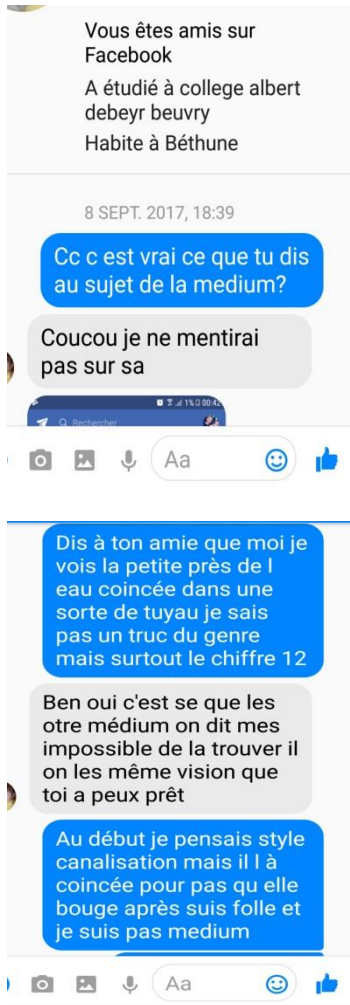 Vous êtes amis sur
Facebook
A étudié à college albert
debeyr beuvry
Habite à Béthune
8 SEPT. 2017, 18:39
Cc c est vrai ce que tu dis
au sujet de la medium?
Coucou je ne mentirai
pas sur sa
1% 00:42
Rechercher
Aa
Dis à ton amie que moi je
vois la petite près de l
eau coincée dans une
sorte de tuyau je sais
pas un truc du genre
mais surtout le chiffre 12
Ben oui c'est se que les
otre médium on dit mes
impossible de la trouver il
on les même vision que
toi a peux prêt
Au début je pensais style
canalisation mais il l à
coincée pour pas qu elle
bouge après suis folle et
je suis pas medium
Aa